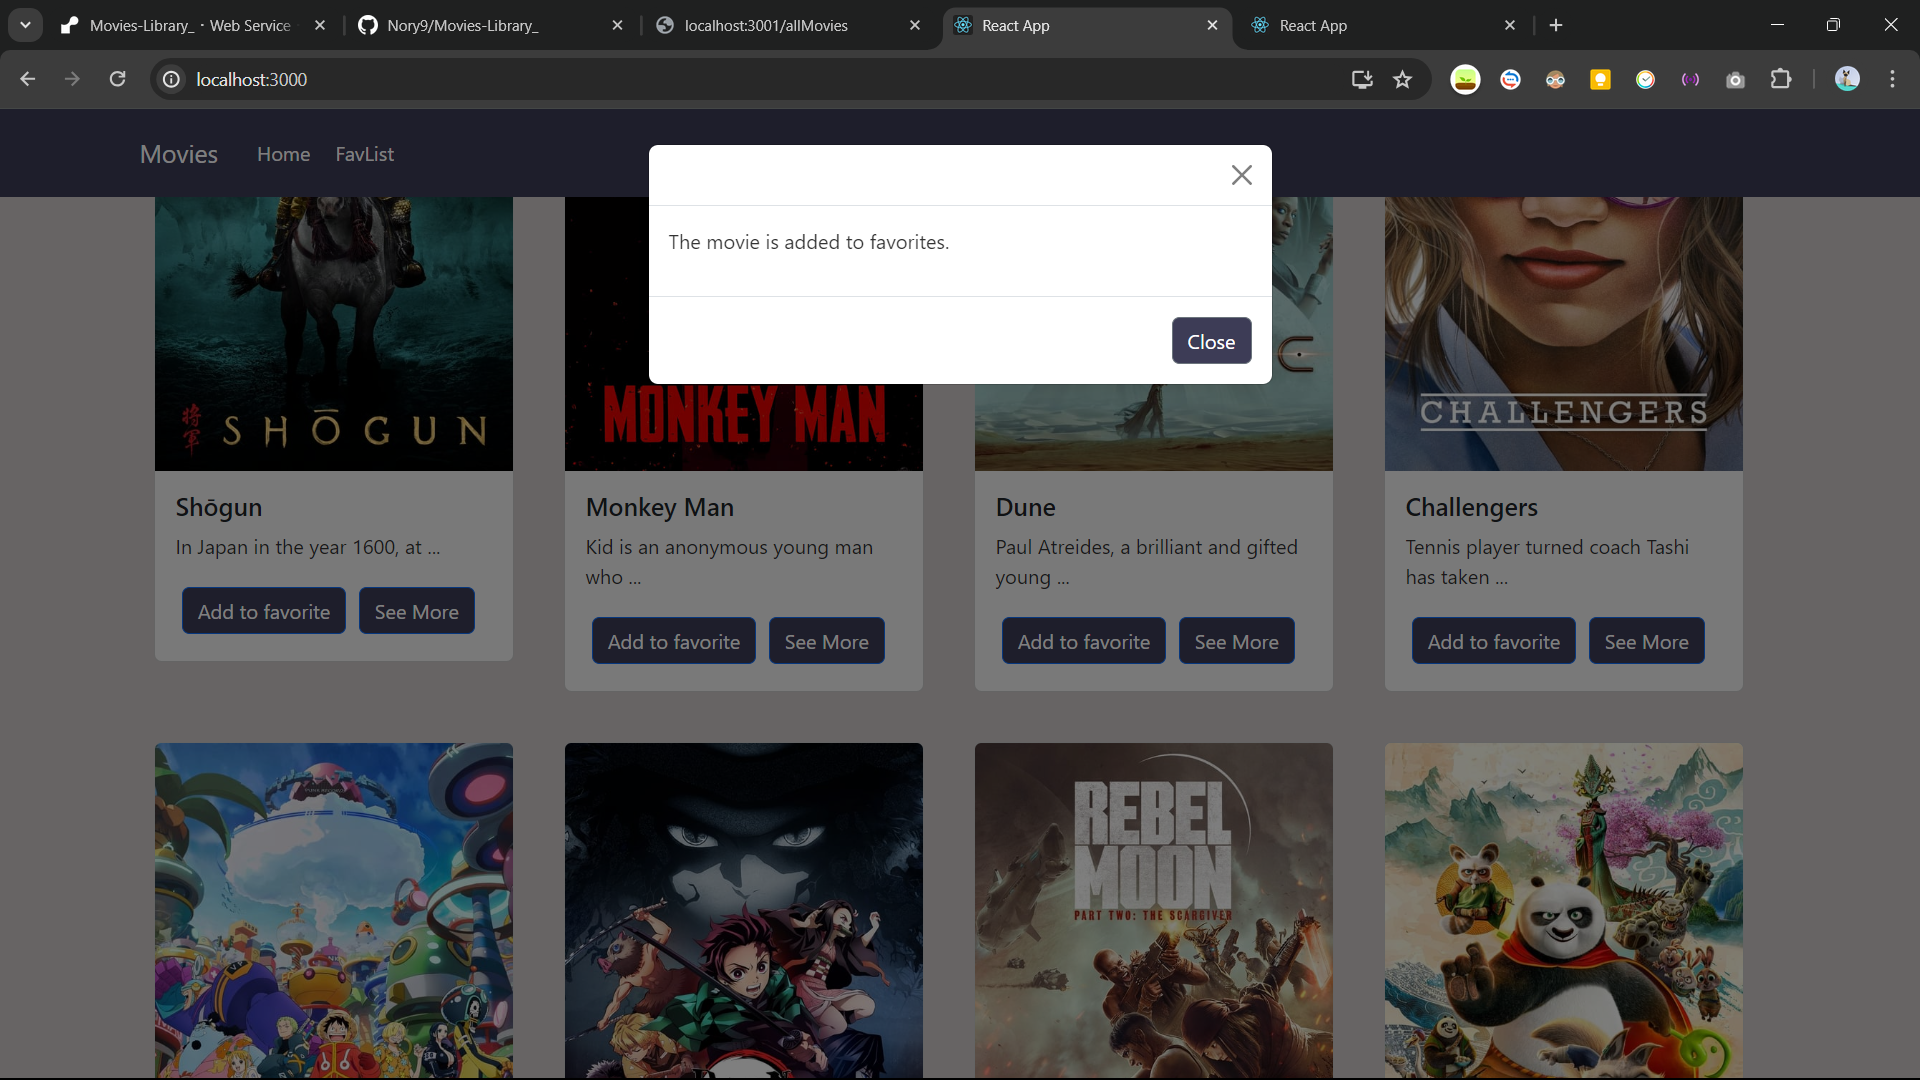 Movies-Library_ · Web Service
Nory9/Movies-Library_
localhost:3001/allMovies
React App
React App
localhost:3000
Movies
Home
FavList
The movie is added to favorites.
Close
将軍
SHŌGUN
MONKEY MAN
CHALLENGERS
Shōgun
In Japan in the year 1600, at ...
Add to favorite
See More
Monkey Man
Kid is an anonymous young man
who ...
Add to favorite
See More
Dune
Paul Atreides, a brilliant and gifted
young ...
Add to favorite
See More
Challengers
Tennis player turned coach Tashi
has taken ...
Add to favorite
See More
REBEL
MOON
PART TWO: THE SCARGIVER